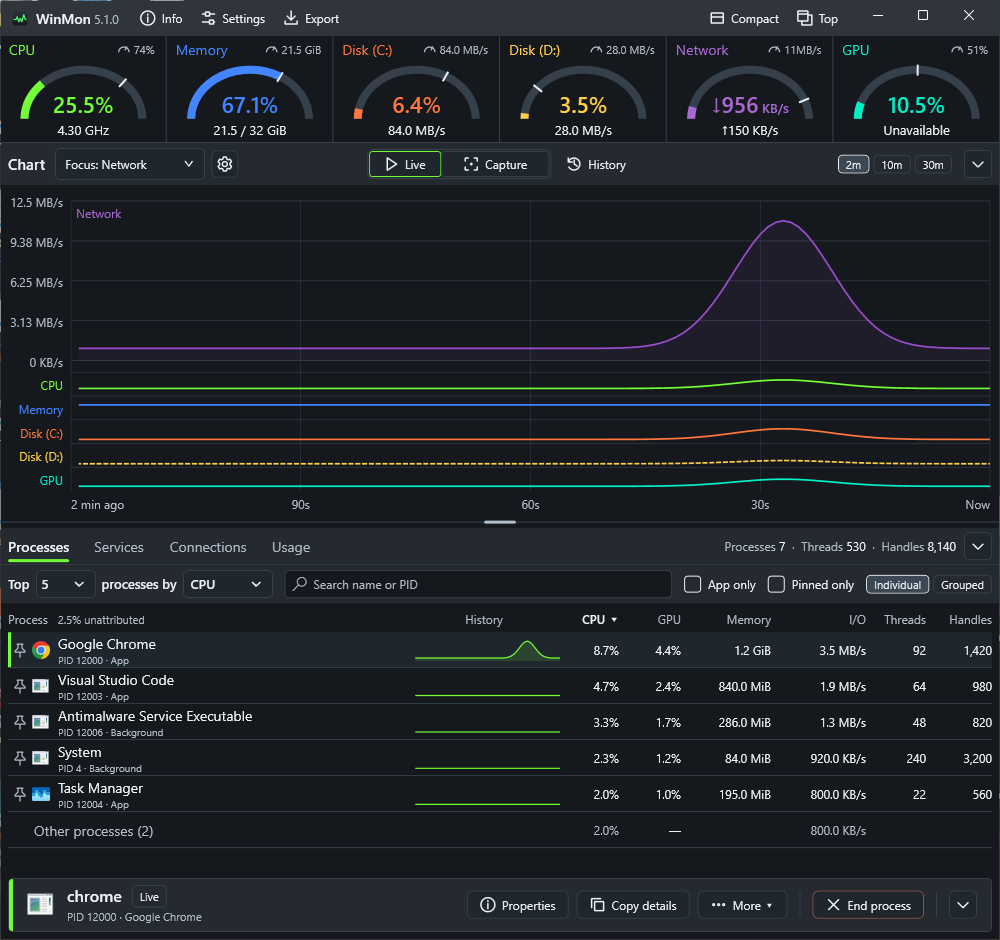 WinMon 5.1.0 Info Settings Export Compact Top
CPU 74% Memory 21.5 GiB Disk (C:) 84.0 MB/s Disk (D:) 28.0 MB/s Network 11MB/s GPU 51%
25.5% 67.1% 6.4% 3.5% ↓956 KB/s 10.5%
4.30 GHz 21.5 / 32 GiB 84.0 MB/s 28.0 MB/s ↑150 KB/s Unavailable
Chart Focus: Network Live Capture History 2m 10m 30m
12.5 MB/s
Network
9.38 MB/s
6.25 MB/s
3.13 MB/s
0 KB/s
CPU
Memory
Disk (C:)
Disk (D:)
GPU
2 min ago 90s 60s 30s Now
Processes Services Connections Usage Processes 7 · Threads 530 · Handles 8,140
Top 5 processes by CPU Search name or PID App only Pinned only Individual Grouped
Process 2.5% unattributed History CPU ▼ GPU Memory I/O Threads Handles
Google Chrome
PID 12000 · App
8.7% 4.4% 1.2 GiB 3.5 MB/s 92 1,420
Visual Studio Code
PID 12003 · App
4.7% 2.4% 840.0 MiB 1.9 MB/s 64 980
Antimalware Service Executable
PID 12006 · Background
3.3% 1.7% 286.0 MiB 1.3 MB/s 48 820
System
PID 4 · Background
2.3% 1.2% 84.0 MiB 920.0 KB/s 240 3,200
Task Manager
PID 12004 · App
2.0% 1.0% 195.0 MiB 800.0 KB/s 22 560
Other processes (2) 2.0% — 800.0 KB/s
chrome Live
PID 12000 · Google Chrome
Properties Copy details More ▾ End process